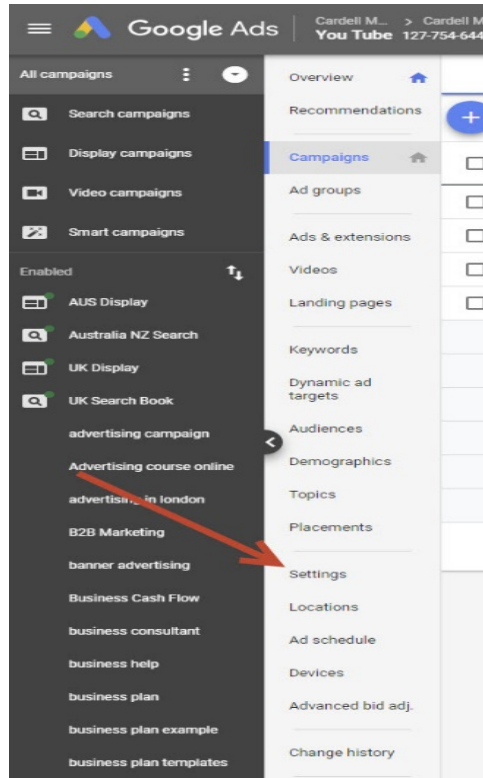 Google Ads
Cardell M... > Cardell M
You Tube 127-754-644
All campaigns
Search campaigns
Display campaigns
Video campaigns
Smart campaigns
Enabled
AUS Display
Australia NZ Search
UK Display
UK Search Book
advertising campaign
Advertising course online
advertising in london
B2B Marketing
banner advertising
Business Cash Flow
business consultant
business help
business plan
business plan example
business plan templates
Overview
Recommendations
Campaigns
Ad groups
Ads & extensions
Videos
Landing pages
Keywords
Dynamic ad
targets
Audiences
Demographics
Topics
Placements
Settings
Locations
Ad schedule
Devices
Advanced bid adj.
Change history